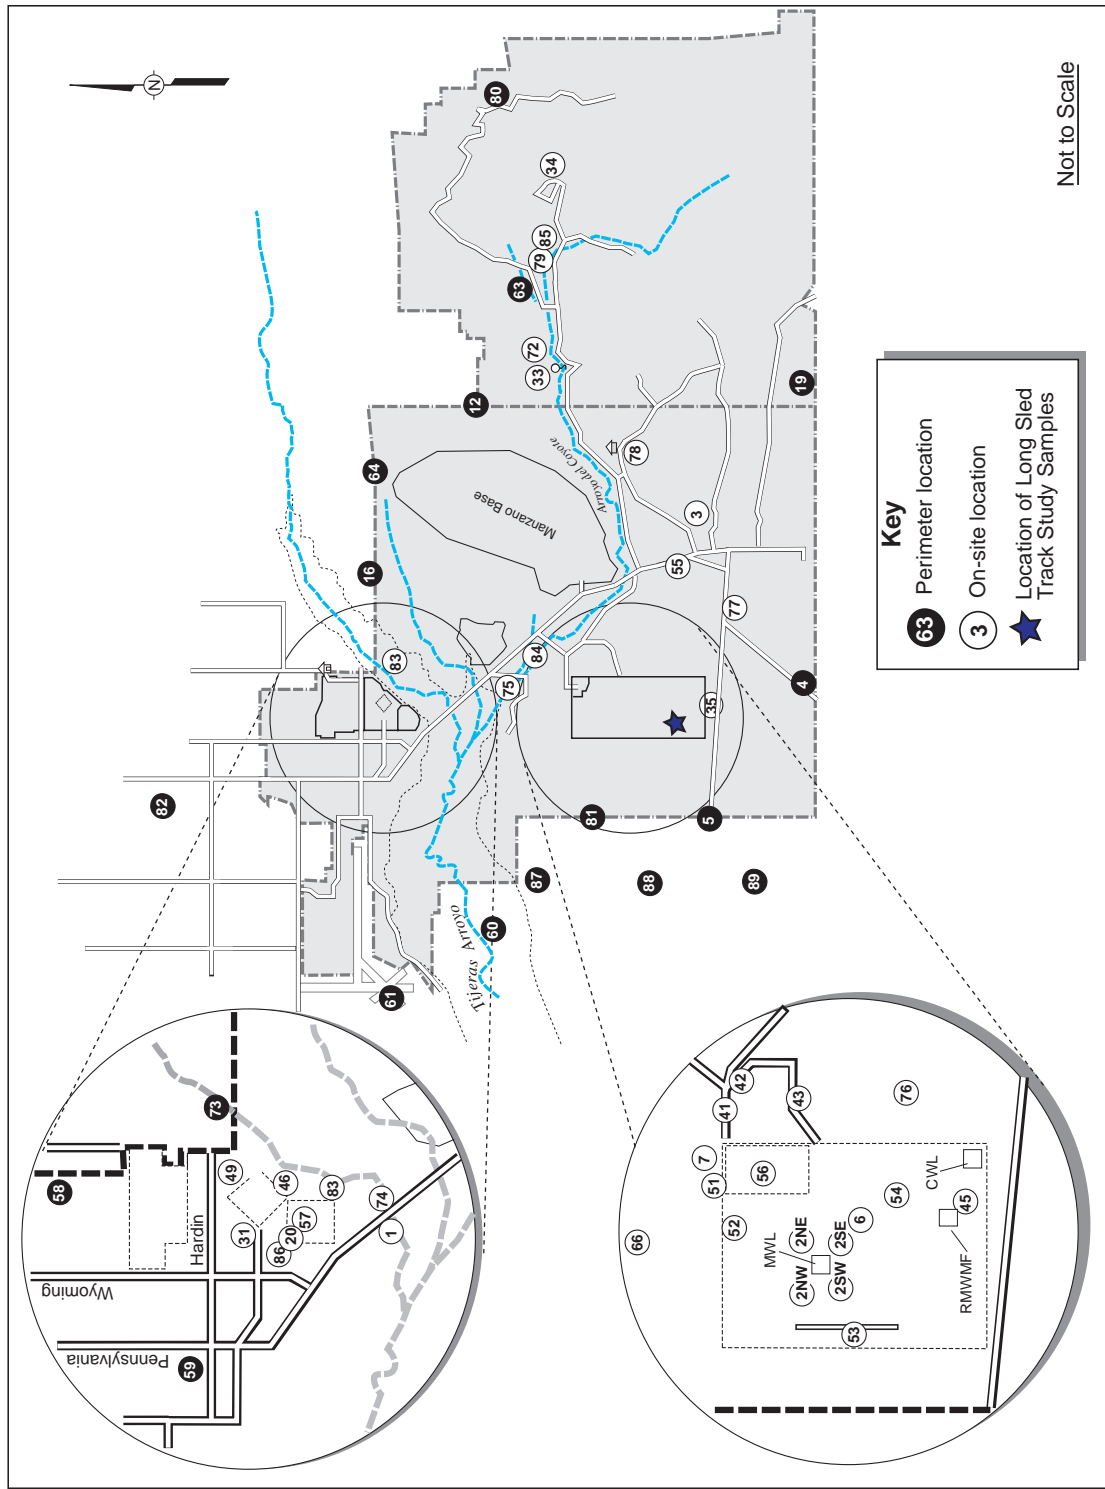 N
80
34
85
79
63
72
33
12
19
64
78
Arroyo del Coyote
Manzano Base
3
16
55
77
83
84
75
4
35
82
81
5
87
88
89
60
Tijeras Arroyo
61
Not to Scale
Key
63 Perimeter location
3 On-site location
Location of Long Sled
Track Study Samples
73
58
49
46
83
Hardin
31
57
74
20
86
1
Wyoming
Pennsylvania
59
42
41
43
76
7
51
56
CWL
66
52
54
45
6
MWL
2NE
2SE
2NW
2SW
RMWMF
53